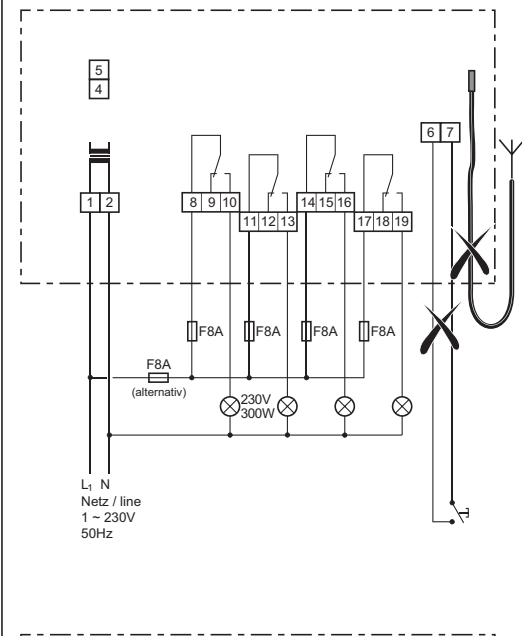 5
4
6 7
1 2
8 9 10
14 15 16
11 12 13
17 18 19
F8A F8A F8A F8A
F8A
(alternativ)
230V
300W
L₁ N
Netz / line
1 ~ 230V
50Hz